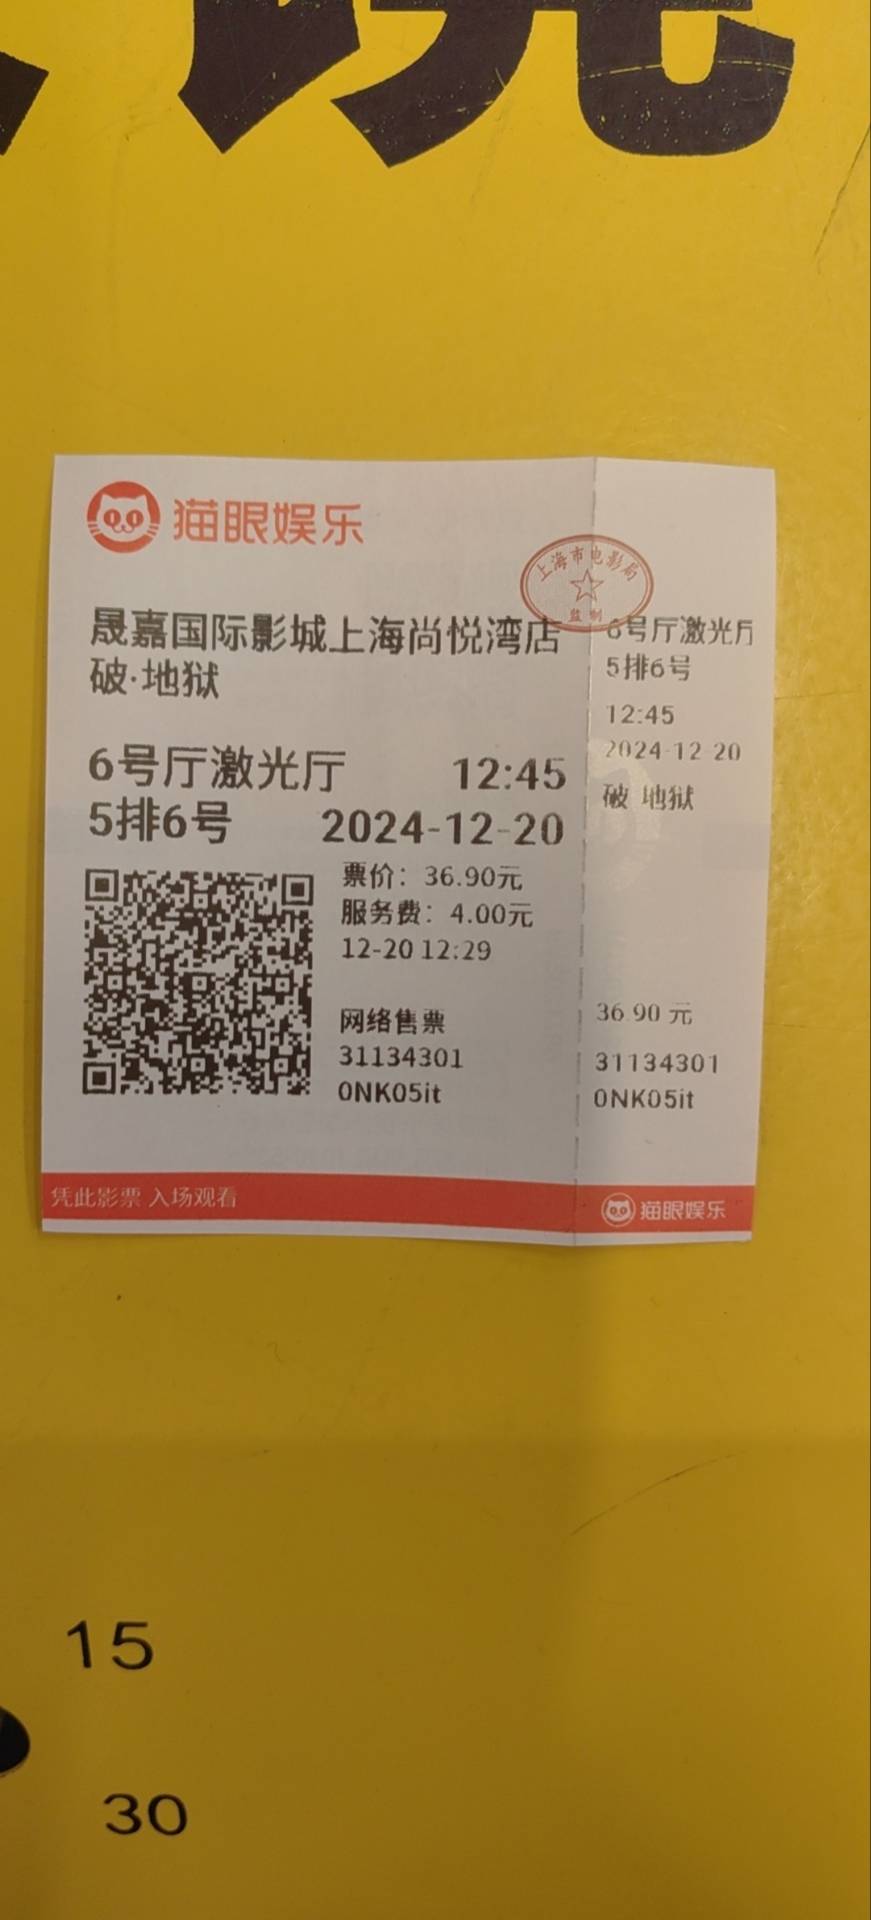 猫眼娱乐
上海市电影局
监制
晟嘉国际影城上海尚悦湾店
破·地狱
6号厅激光厅 12:45
5排6号 2024-12-20
票价：36.90元
服务费：4.00元
12-20 12:29
网络售票
31134301
0NK05it
凭此影票 入场观看
6号厅激光厅
5排6号
12:45
2024-12-20
破 地狱
36.90 元
31134301
0NK05it
猫眼娱乐
15
30